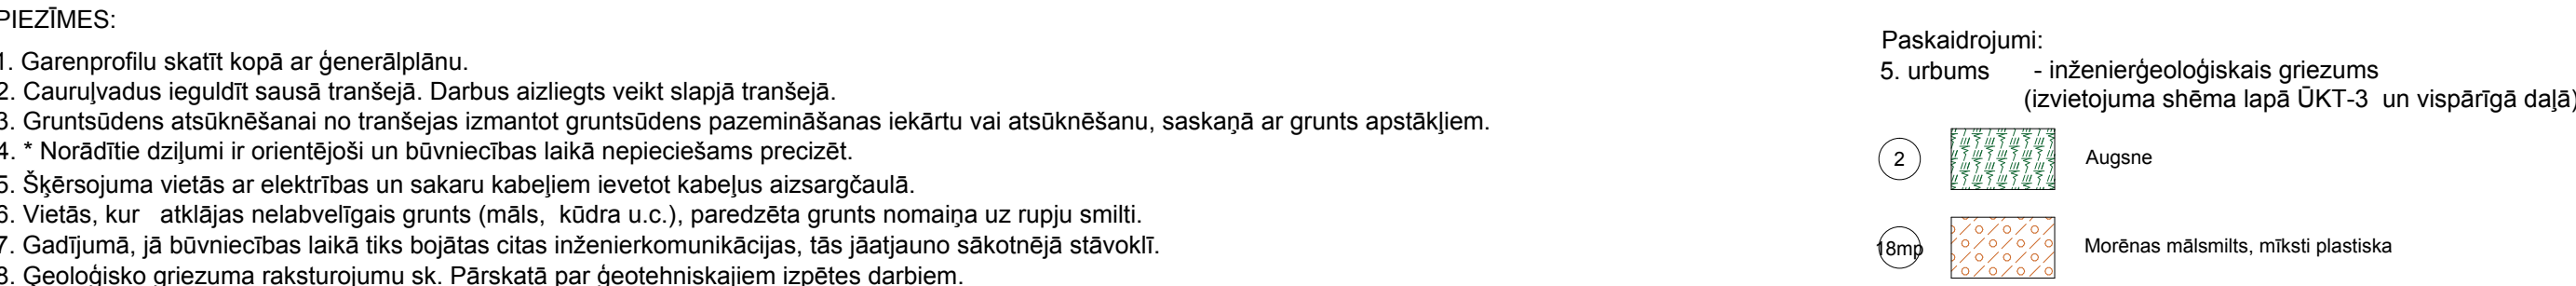 PIEZĪMES:
1. Garenprofilu skatīt kopā ar ģenerālplānu.
2. Cauruļvadus ieguldīt sausā tranšejā. Darbus aizliegts veikt slapjā tranšejā.
3. Gruntsūdens atsūknēšanai no tranšejas izmantot gruntsūdens pazemināšanas iekārtu vai atsūknēšanu, saskaņā ar grunts apstākļiem.
4. * Norādītie dziļumi ir orientējoši un būvniecības laikā nepieciešams precizēt.
5. Šķērsojuma vietās ar elektrības un sakaru kabeļiem ievetot kabeļus aizsargčaulā.
6. Vietās, kur atklājas nelabvelīgais grunts (māls, kūdra u.c.), paredzēta grunts nomaiņa uz rupju smilti.
7. Gadījumā, jā būvniecības laikā tiks bojātas citas inženierkomunikācijas, tās jāatjauno sākotnējā stāvoklī.
8. Ģeoloģisko griezuma raksturojumu sk. Pārskatā par ģeotehniskajiem izpētes darbiem.
Paskaidrojumi:
5. urbums - inženierģeoloģiskais griezums
(izvietojuma shēma lapā ŪKT-3 un vispārīgā daļā)
2 Augsne
18mp Morēnas mālsmilts, mīksti plastiska